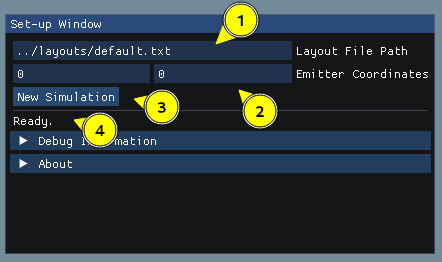 Set-up Window
1
../layouts/default.txt Layout File Path
0 0 Emitter Coordinates
2
New Simulation 3
Ready. 4
Debug I mation
About